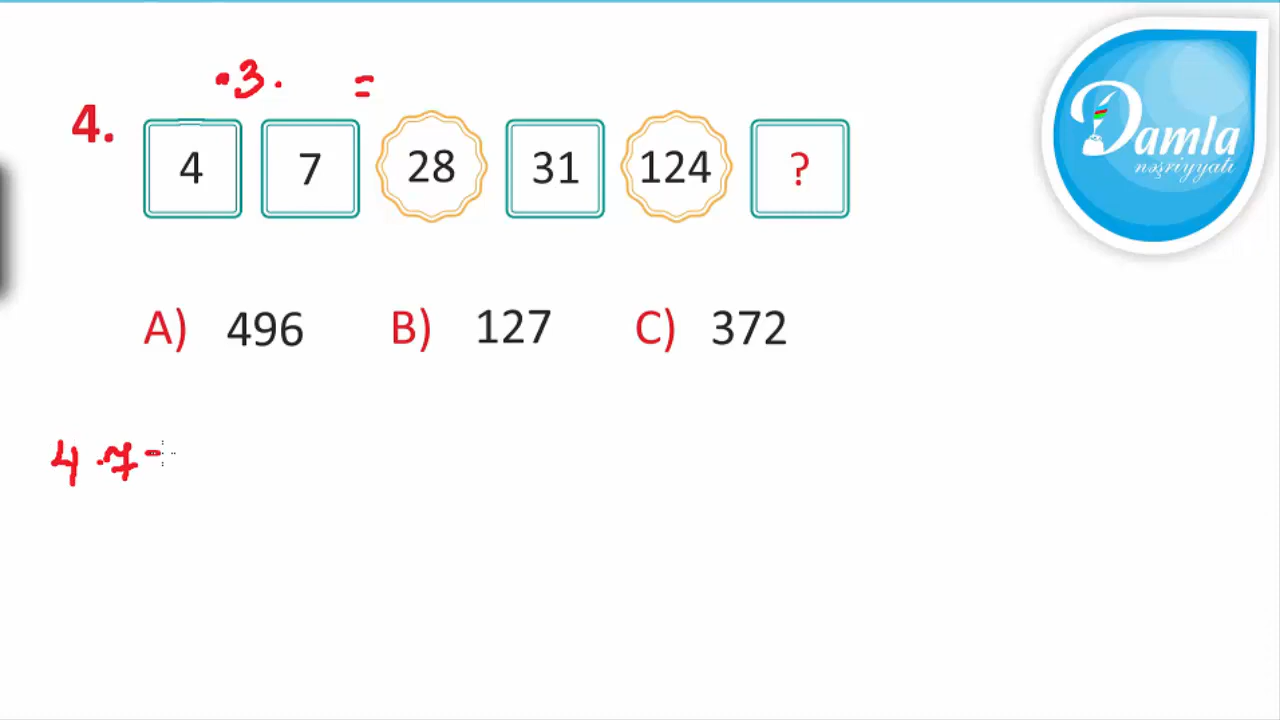 ·3· =
4. 4 7 28 31 124 ?
Damla
nəşriyyatı
A) 496 B) 127 C) 372
4·7=